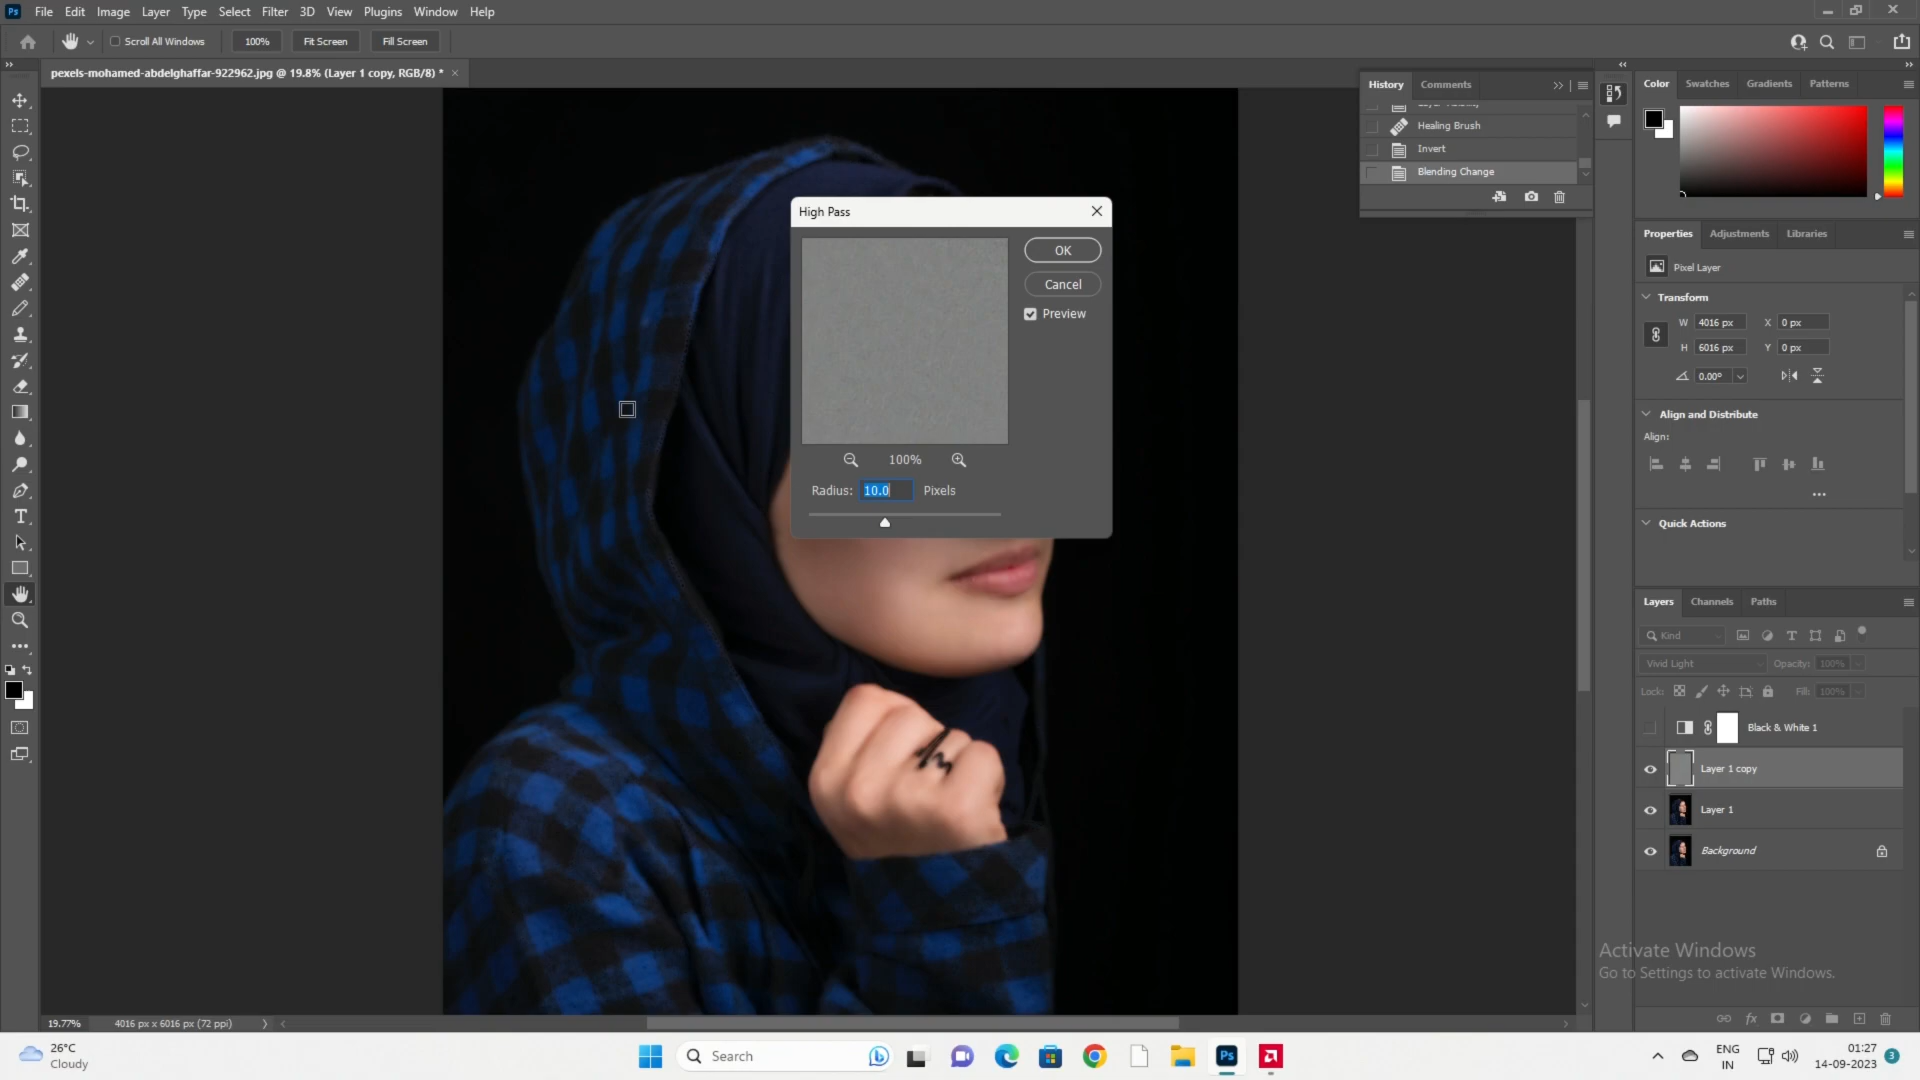 Ps File Edit Image Layer Type Select Filter 3D View Plugins Window Help
Scroll All Windows 100% Fit Screen Fill Screen
pexels-mohamed-abdelghaffar-922962.jpg @ 19.8% (Layer 1 copy, RGB/8) *
History Comments
Healing Brush
Invert
Blending Change
Color Swatches Gradients Patterns
High Pass
OK
Cancel
Preview
100%
Radius: 10.0 Pixels
Properties Adjustments Libraries
Pixel Layer
Transform
W 4016 px X 0 px
H 6016 px Y 0 px
0.00°
Align and Distribute
Align:
Quick Actions
Layers Channels Paths
Kind
Vivid Light Opacity: 100%
Lock: Fill: 100%
Black & White 1
Layer 1 copy
Layer 1
Background
Activate Windows
Go to Settings to activate Windows.
19.77% 4016 px x 6016 px (72 ppi)
26°C
Cloudy
Search
Ps
ENG
IN
01:27
14-09-2023
3